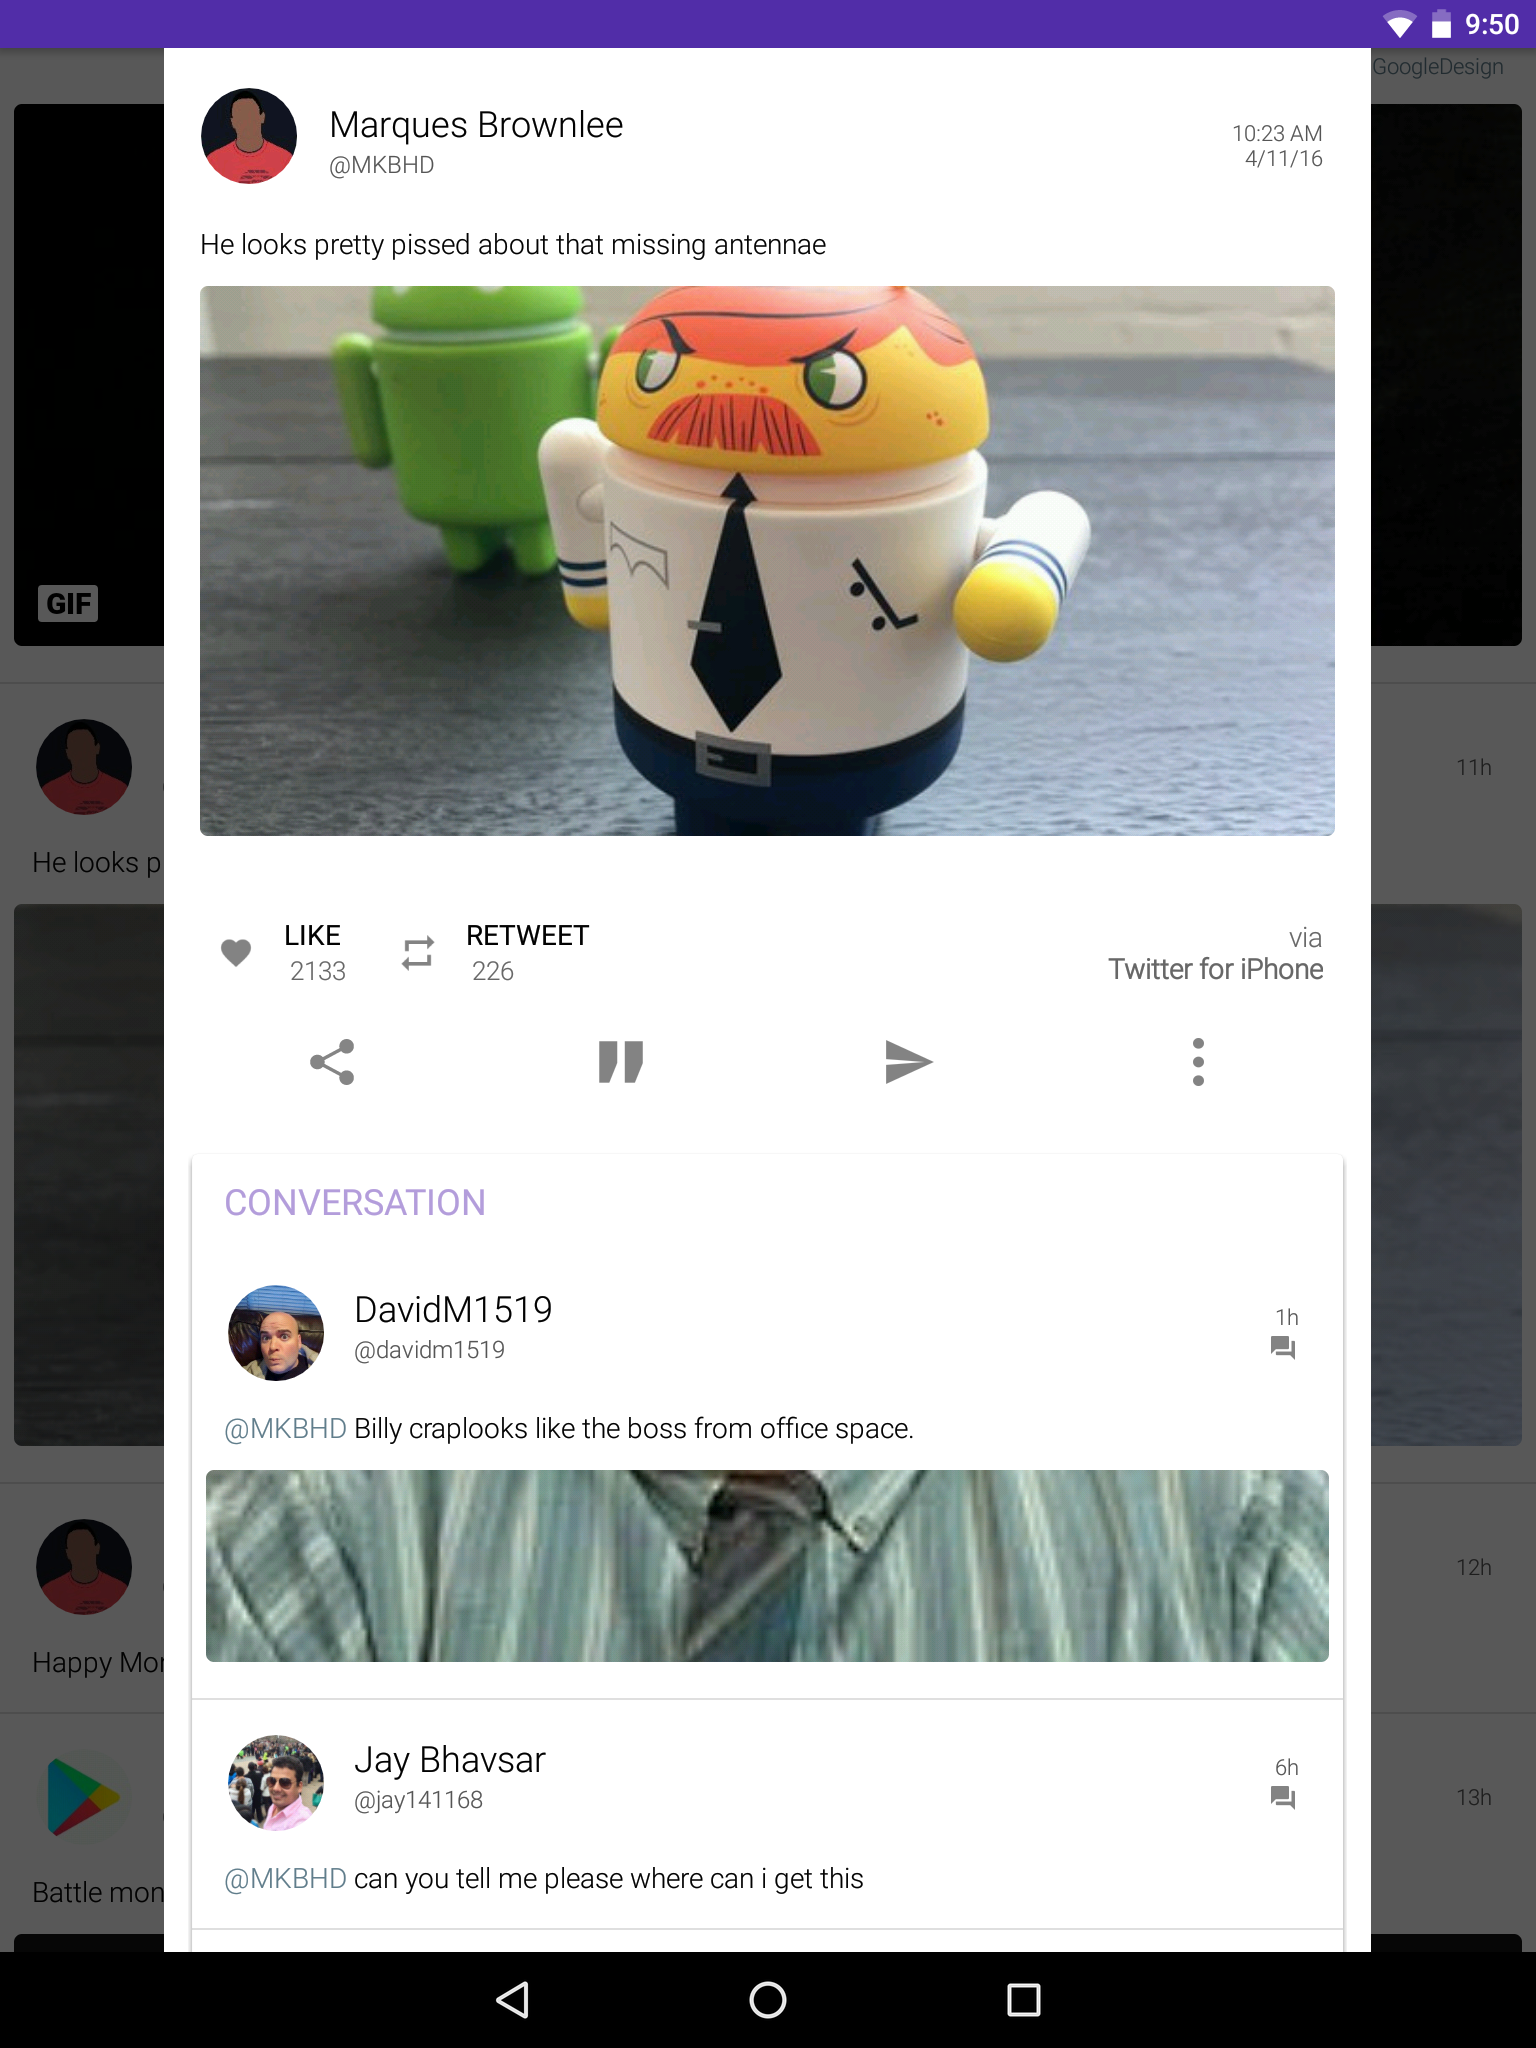 9:50
GoogleDesign
Marques Brownlee
@MKBHD
10:23 AM
4/11/16
He looks pretty pissed about that missing antennae
GIF
11h
He looks p
LIKE
2133
RETWEET
226
via
Twitter for iPhone
CONVERSATION
DavidM1519
@davidm1519
1h
@MKBHD Billy craplooks like the boss from office space.
12h
Happy Mo
Jay Bhavsar
@jay141168
6h
13h
@MKBHD can you tell me please where can i get this
Battle mon